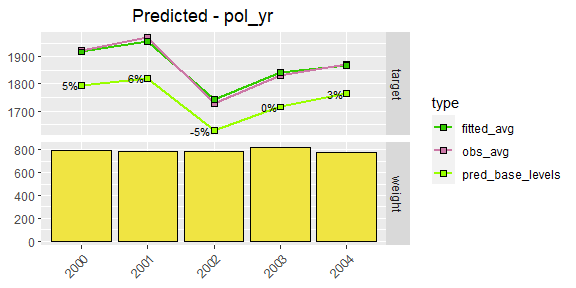 Predicted - pol_yr
1900
1800
1700
5%
6%
-5%
0%
3%
target
800
600
400
200
0
weight
2000
2001
2002
2003
2004
type
fitted_avg
obs_avg
pred_base_levels